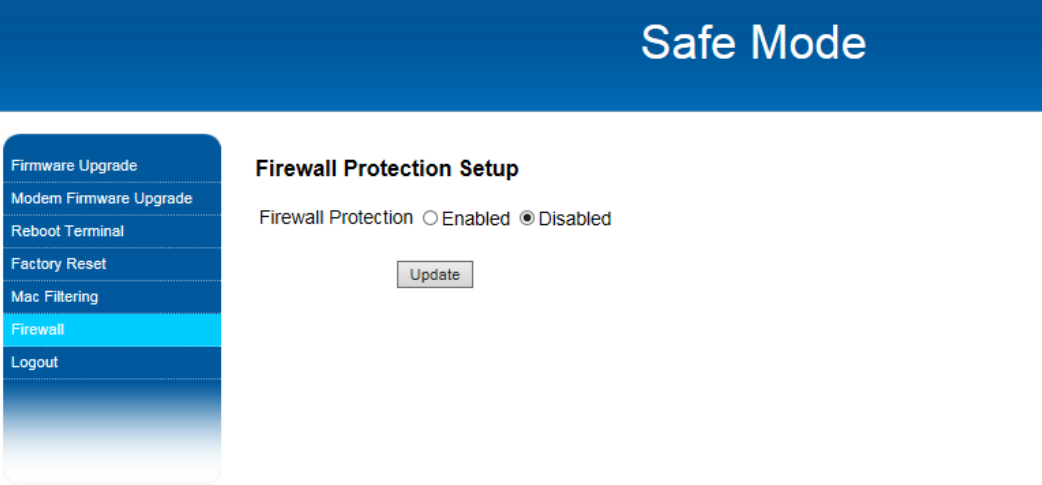 Safe Mode
Firmware Upgrade
Modem Firmware Upgrade
Reboot Terminal
Factory Reset
Mac Filtering
Firewall
Logout
Firewall Protection Setup
Firewall Protection Enabled Disabled
Update